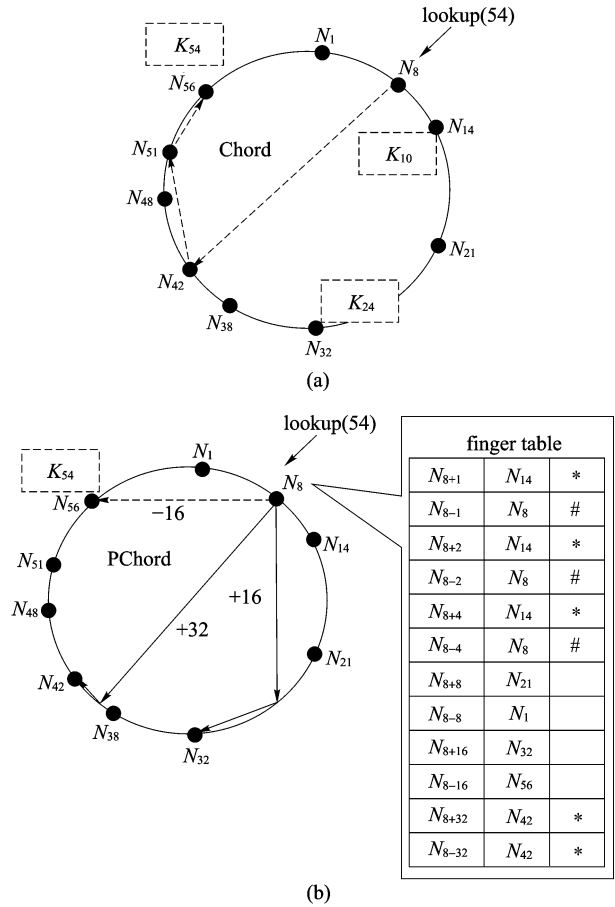 lookup(54)
K54
N1
N8
N56
N14
N51
Chord
K10
N48
N21
N42
K24
N38
N32
(a)
lookup(54)
finger table
K54
N1
N8
N56
−16
N14
N51
PChord
+16
N48
+32
N21
N42
N38
N32
N8+1 N14 *
N8−1 N8 #
N8+2 N14 *
N8−2 N8 #
N8+4 N14 *
N8−4 N8 #
N8+8 N21
N8−8 N1
N8+16 N32
N8−16 N56
N8+32 N42 *
N8−32 N42 *
(b)